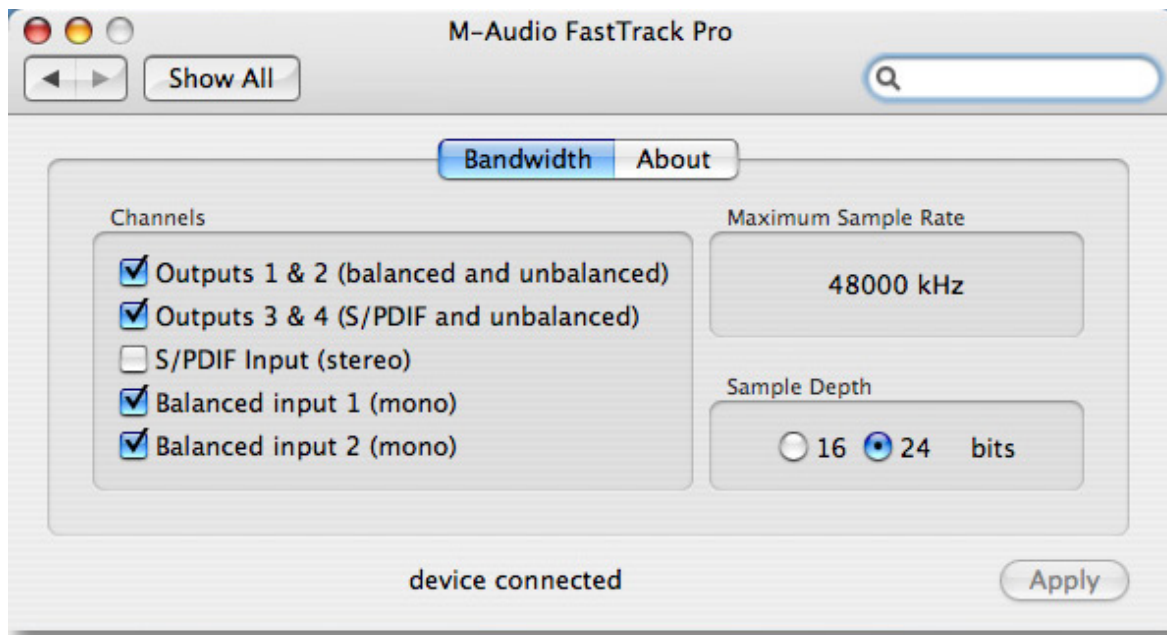 M-Audio FastTrack Pro
Show All
Bandwidth About
Channels
Outputs 1 & 2 (balanced and unbalanced)
Outputs 3 & 4 (S/PDIF and unbalanced)
S/PDIF Input (stereo)
Balanced input 1 (mono)
Balanced input 2 (mono)
Maximum Sample Rate
48000 kHz
Sample Depth
16 24 bits
device connected
Apply